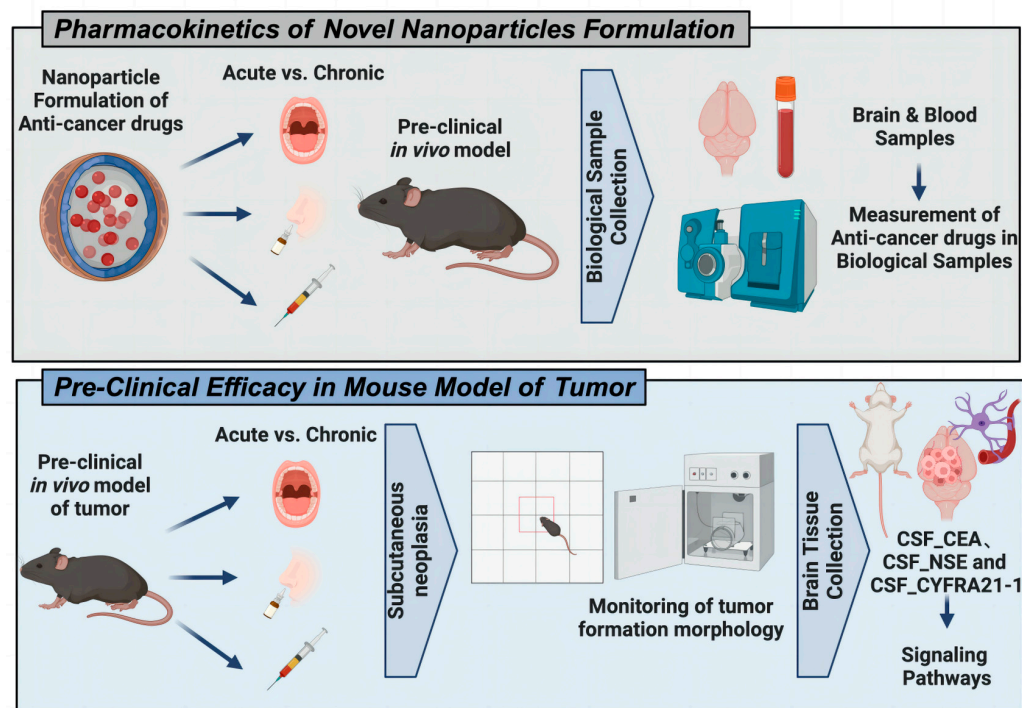 Pharmacokinetics of Novel Nanoparticles Formulation
Nanoparticle
Formulation of
Anti-cancer drugs
Acute vs. Chronic
Pre-clinical
in vivo model
Biological Sample
Collection
Brain & Blood
Samples
Measurement of
Anti-cancer drugs in
Biological Samples
Pre-Clinical Efficacy in Mouse Model of Tumor
Pre-clinical
in vivo model
of tumor
Acute vs. Chronic
Subcutaneous
neoplasia
Monitoring of tumor
formation morphology
Brain Tissue
Collection
CSF_CEA、
CSF_NSE and
CSF_CYFRA21-1
Signaling
Pathways